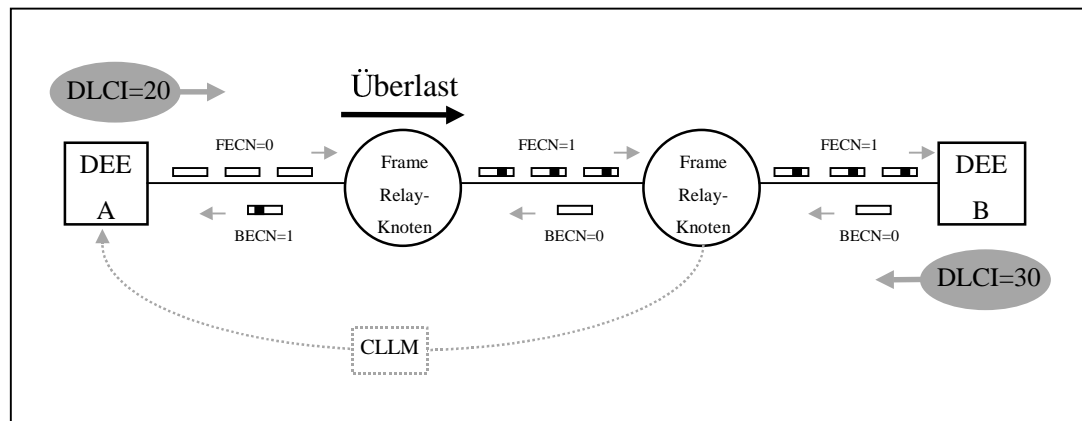 DLCI=20
Überlast
FECN=0
FECN=1
FECN=1
DEE
A
Frame
Relay-
Knoten
Frame
Relay-
Knoten
DEE
B
BECN=1
BECN=0
BECN=0
DLCI=30
CLLM